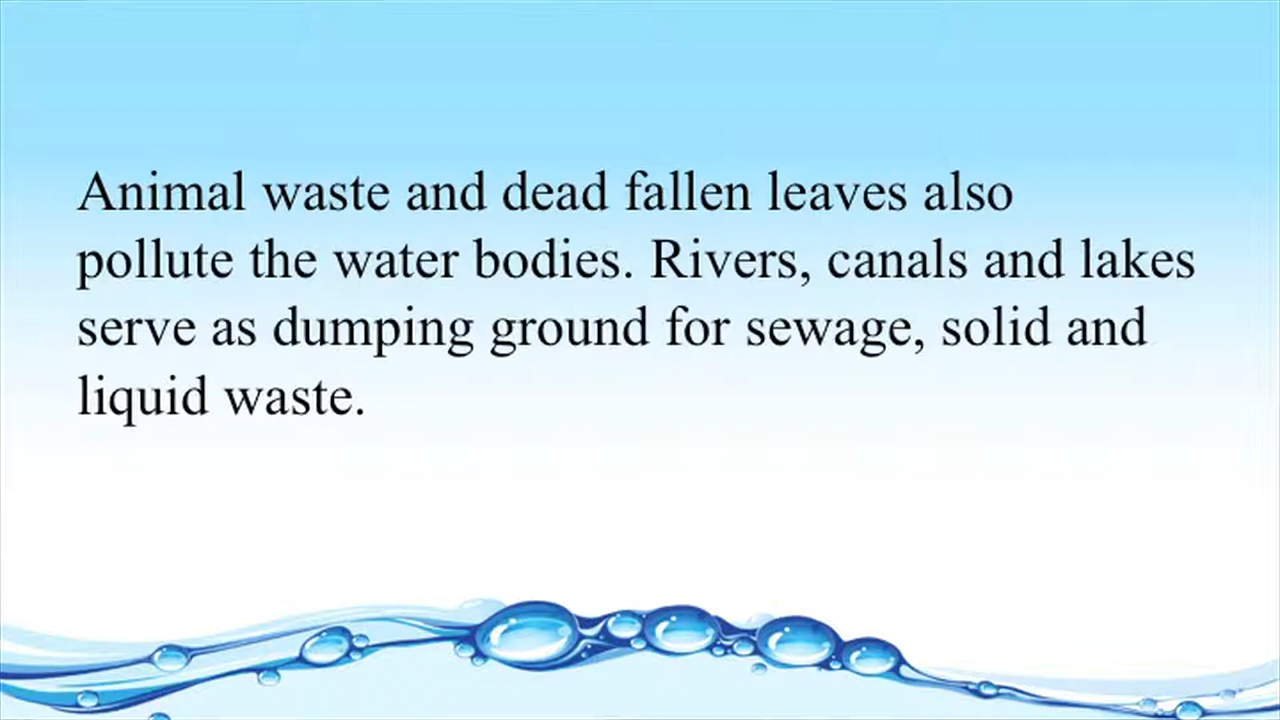 Animal waste and dead fallen leaves also
pollute the water bodies. Rivers, canals and lakes
serve as dumping ground for sewage, solid and
liquid waste.